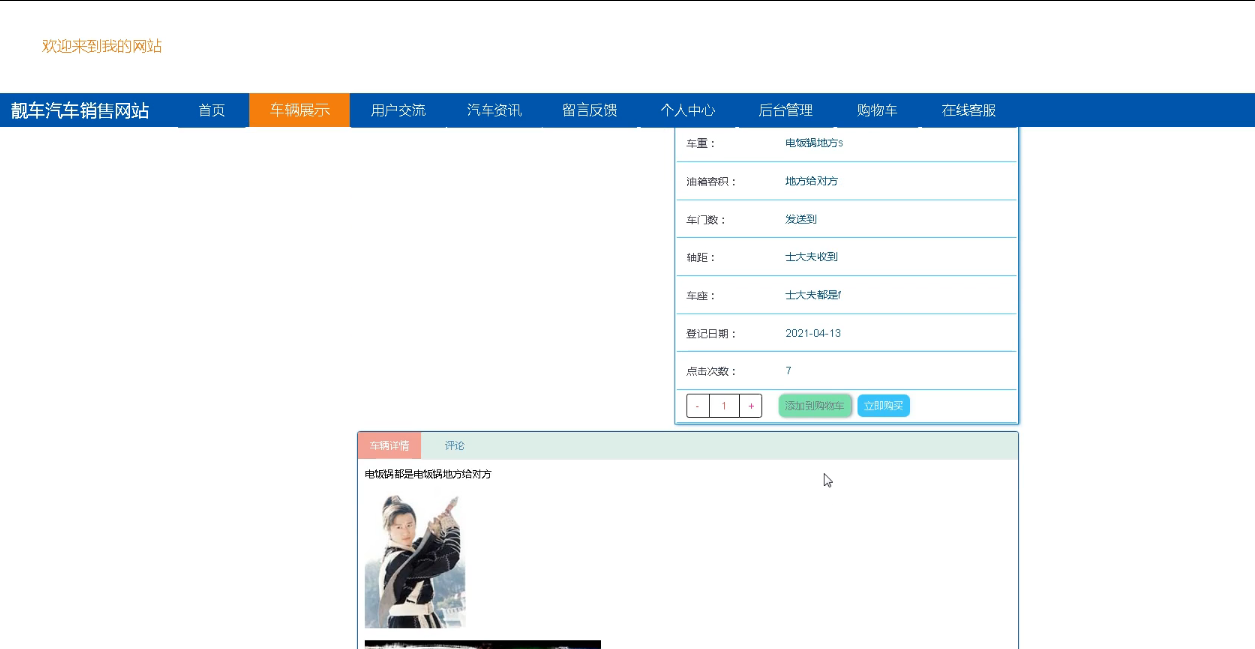 欢迎来到我的网站
靓车汽车销售网站 首页 车辆展示 用户交流 汽车资讯 留言反馈 个人中心 后台管理 购物车 在线客服
车重： 电饭锅地方s
油箱容积： 地方给对方
车门数： 发送到
轴距： 士大夫收到
车座： 士大夫都是f
登记日期： 2021-04-13
点击次数： 7
- 1 + 添加到购物车 立即购买
车辆详情 评论
电饭锅都是电饭锅地方给对方